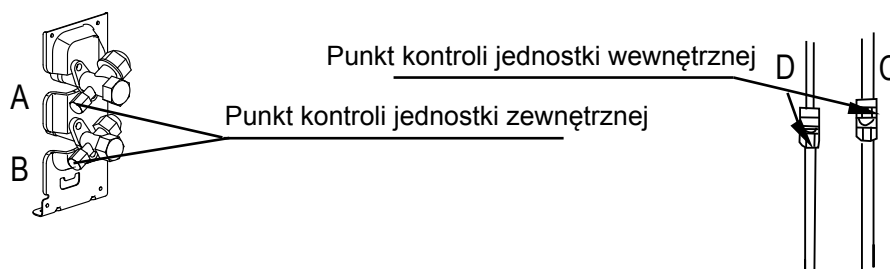 Punkt kontroli jednostki wewnętrznej
D
C
A
Punkt kontroli jednostki zewnętrznej
B